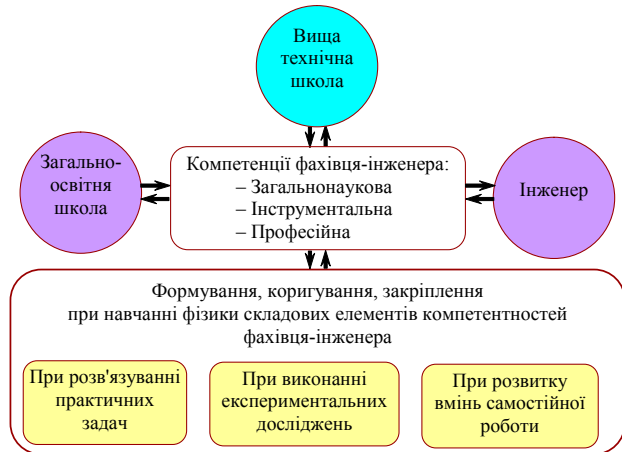 Вища
технічна
школа
Загально-
освітня
школа
Компетенції фахівця-інженера:
– Загальнонаукова
– Інструментальна
– Професійна
Інженер
Формування, коригування, закріплення
при навчанні фізики складових елементів компетентностей
фахівця-інженера
При розв'язуванні
практичних
задач
При виконанні
експериментальних
досліджень
При розвитку
вмінь самостійної
роботи